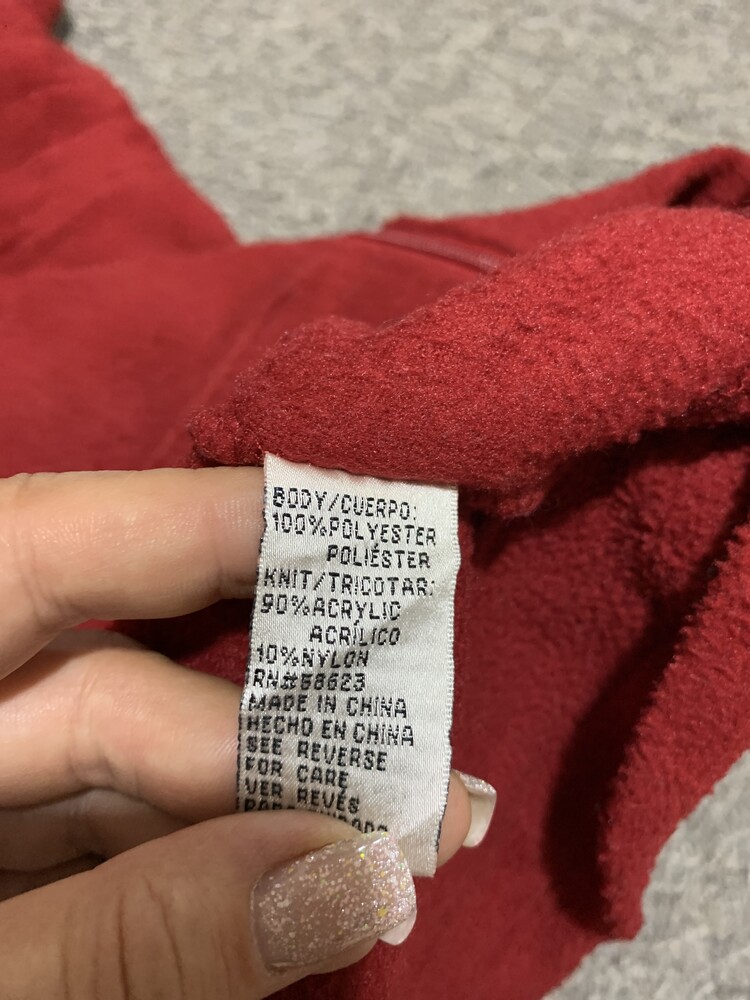 BODY/CUERPO:
100%POLYESTER
POLIÉSTER
KNIT/TRICOTAR:
90%ACRYLIC
ACRÍLICO
10%NYLON
RN#58623
MADE IN CHINA
HECHO EN CHINA
SEE REVERSE
FOR CARE
VER REVÉS